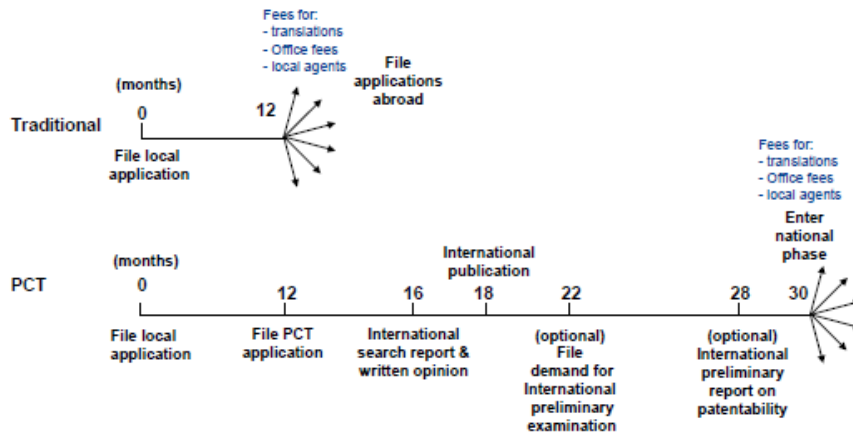 Fees for:
- translations
- Office fees
- local agents
File
applications
abroad
(months)
0
12
Traditional
File local
application
Fees for:
- translations
- Office fees
- local agents
Enter
national
phase
International
publication
(months)
0
12
16
18
22
28
30
PCT
File local
application
File PCT
application
International
search report &
written opinion
(optional)
File
demand for
International
preliminary
examination
(optional)
International
preliminary
report on
patentability